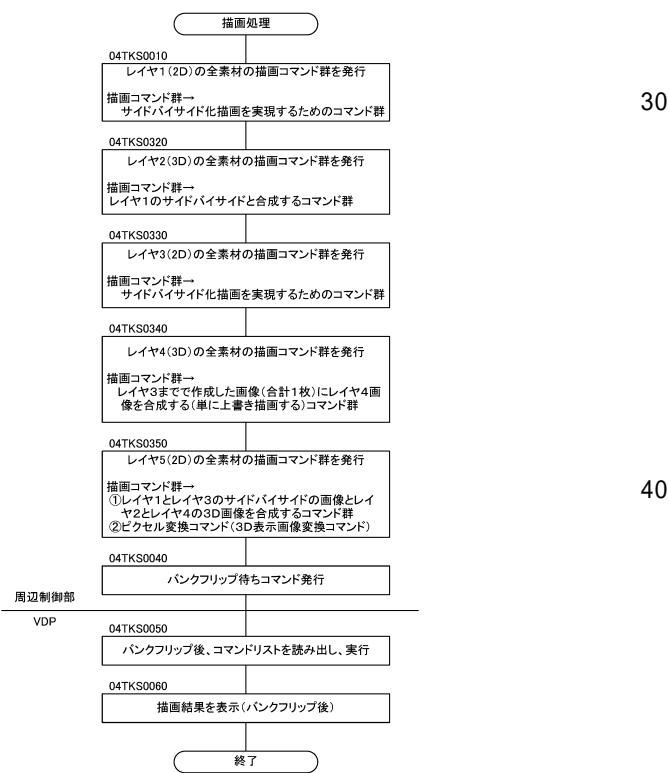 描画処理
04TKS0010
レイヤ1(2D)の全素材の描画コマンド群を発行
描画コマンド群→
サイドバイサイド化描画を実現するためのコマンド群
30
04TKS0320
レイヤ2(3D)の全素材の描画コマンド群を発行
描画コマンド群→
レイヤ1のサイドバイサイドと合成するコマンド群
04TKS0330
レイヤ3(2D)の全素材の描画コマンド群を発行
描画コマンド群→
サイドバイサイド化描画を実現するためのコマンド群
04TKS0340
レイヤ4(3D)の全素材の描画コマンド群を発行
描画コマンド群→
レイヤ3までで作成した画像(合計1枚)にレイヤ4画
像を合成する(単に上書き描画する)コマンド群
04TKS0350
レイヤ5(2D)の全素材の描画コマンド群を発行
描画コマンド群→
①レイヤ1とレイヤ3のサイドバイサイドの画像とレイ
ヤ2とレイヤ4の3D画像を合成するコマンド群
②ピクセル変換コマンド(3D表示画像変換コマンド)
40
04TKS0040
バンクフリップ待ちコマンド発行
周辺制御部
VDP
04TKS0050
バンクフリップ後、コマンドリストを読み出し、実行
04TKS0060
描画結果を表示(バンクフリップ後)
終了